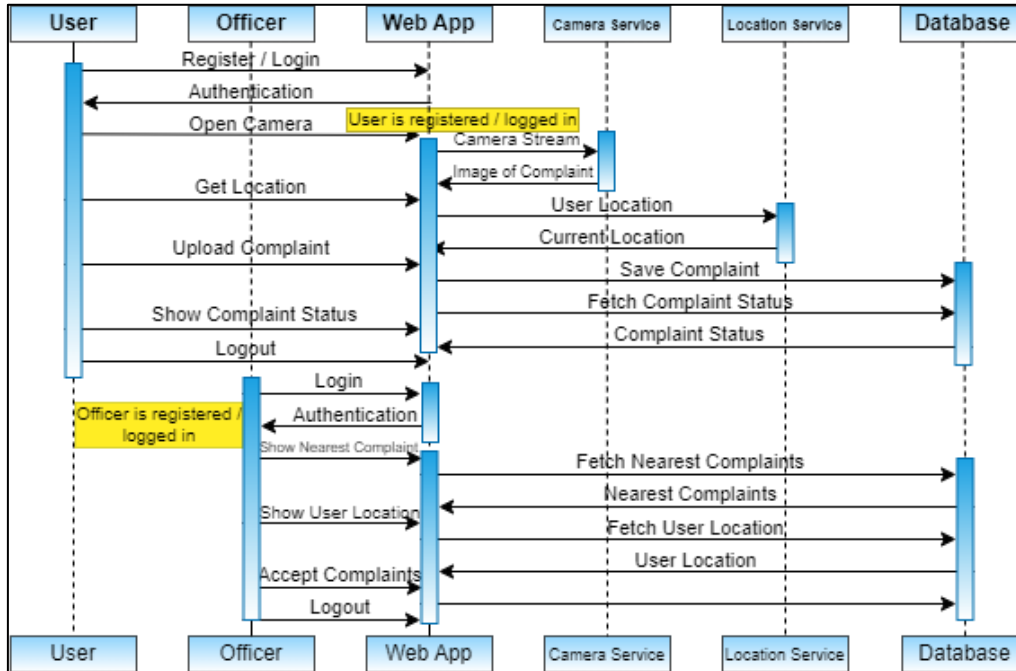 User
Officer
Web App
Camera Service
Location Service
Database
Register / Login
Authentication
User is registered / logged in
Open Camera
Camera Stream
Image of Complaint
Get Location
User Location
Current Location
Upload Complaint
Save Complaint
Fetch Complaint Status
Show Complaint Status
Complaint Status
Logout
Login
Officer is registered /
logged in
Authentication
Show Nearest Complaint
Fetch Nearest Complaints
Nearest Complaints
Show User Location
Fetch User Location
User Location
Accept Complaints
Logout
User
Officer
Web App
Camera Service
Location Service
Database